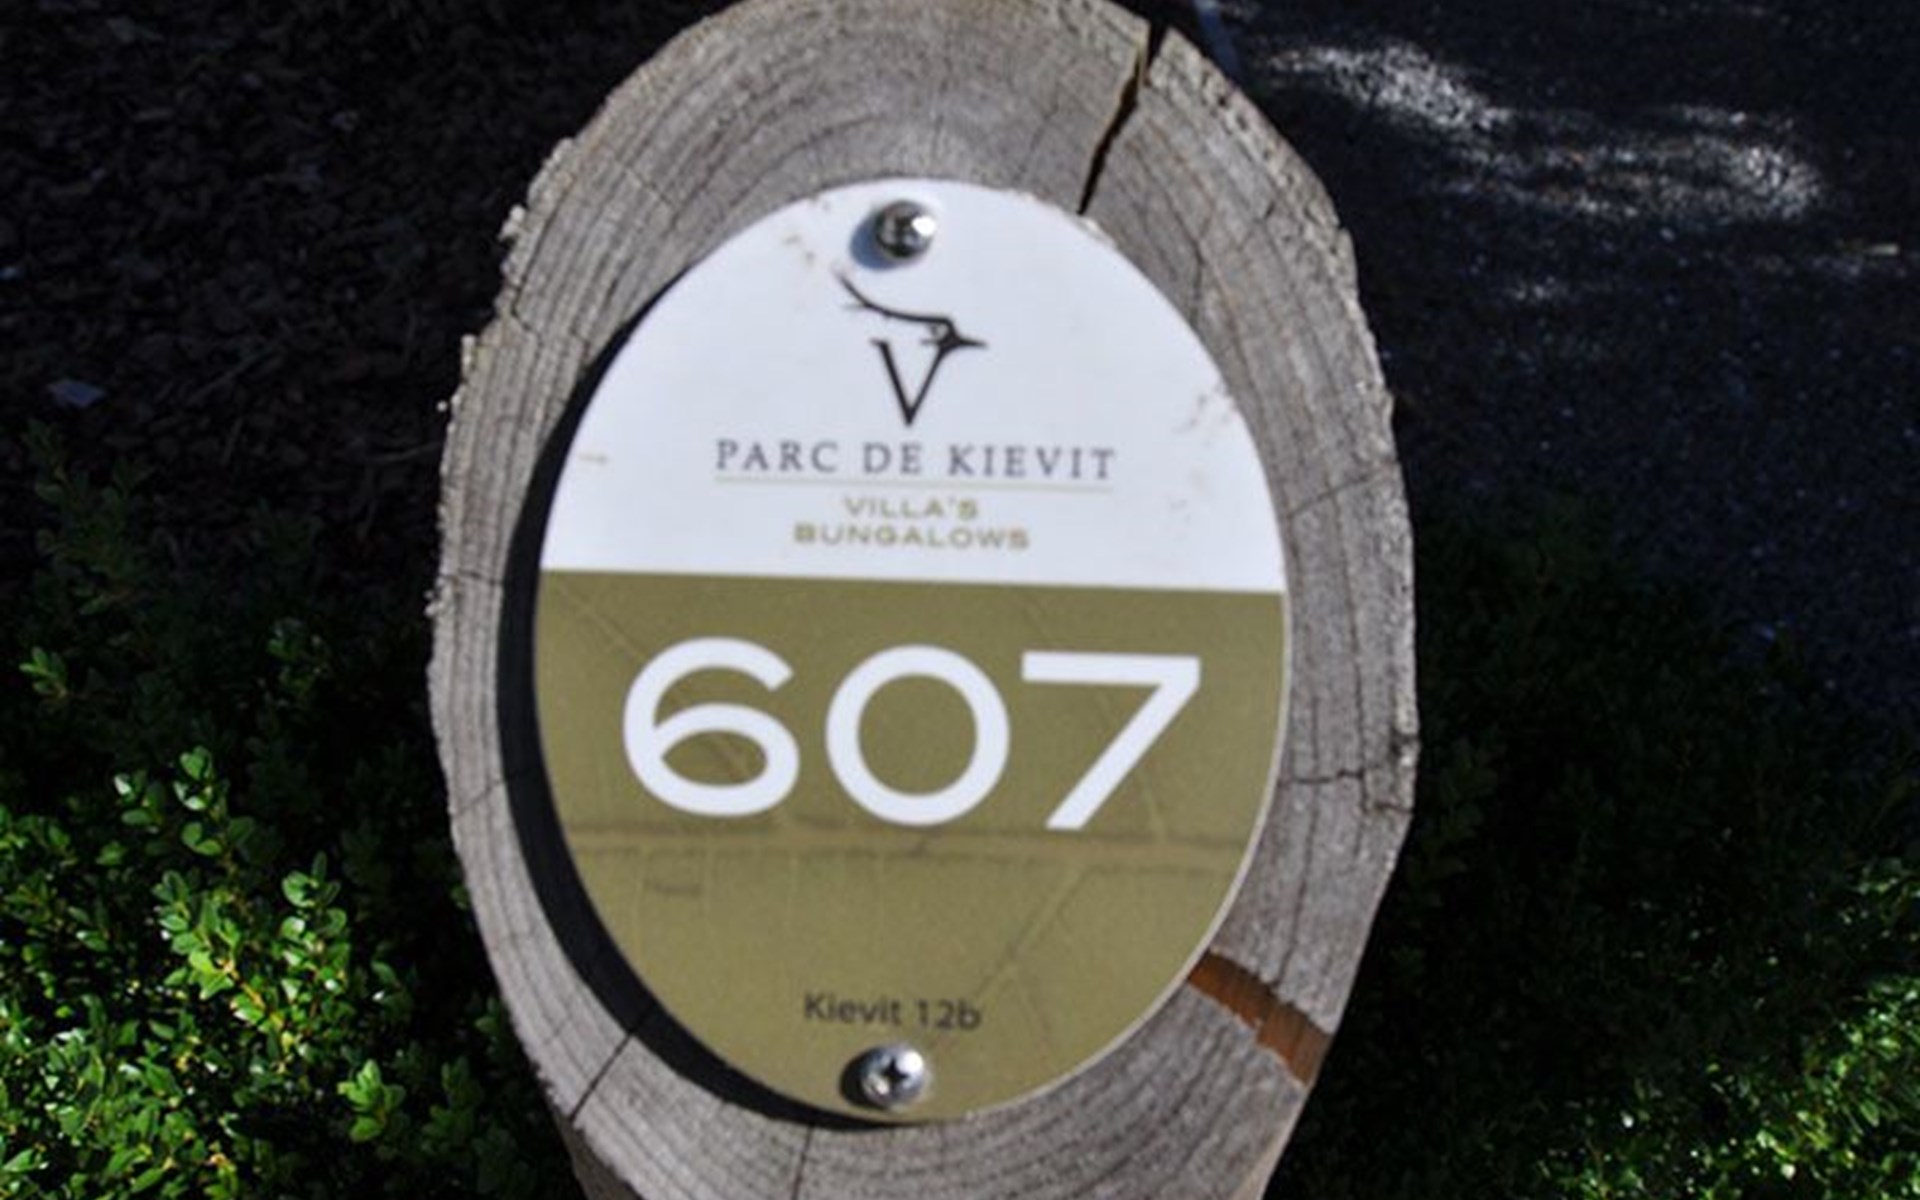 V
PARC DE KIEVIT
VILLA'S
BUNGALOWS
607
Kievit 12b